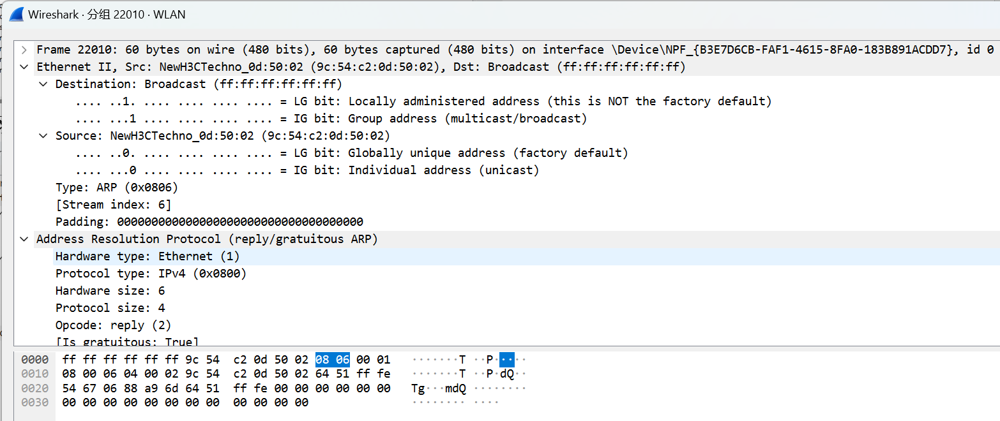 Wireshark · 分组 22010 · WLAN
Frame 22010: 60 bytes on wire (480 bits), 60 bytes captured (480 bits) on interface \Device\NPF_{B3E7D6CB-FAF1-4615-8FA0-183B891ACDD7}, id 0
Ethernet II, Src: NewH3CTechno_0d:50:02 (9c:54:c2:0d:50:02), Dst: Broadcast (ff:ff:ff:ff:ff:ff)
Destination: Broadcast (ff:ff:ff:ff:ff:ff)
.... ..1. .... .... .... .... = LG bit: Locally administered address (this is NOT the factory default)
.... ...1 .... .... .... .... = IG bit: Group address (multicast/broadcast)
Source: NewH3CTechno_0d:50:02 (9c:54:c2:0d:50:02)
.... ..0. .... .... .... .... = LG bit: Globally unique address (factory default)
.... ...0 .... .... .... .... = IG bit: Individual address (unicast)
Type: ARP (0x0806)
[Stream index: 6]
Padding: 000000000000000000000000000000000000
Address Resolution Protocol (reply/gratuitous ARP)
Hardware type: Ethernet (1)
Protocol type: IPv4 (0x0800)
Hardware size: 6
Protocol size: 4
Opcode: reply (2)
[Is gratuitous: True]
0000 ff ff ff ff ff ff 9c 54 c2 0d 50 02 08 06 00 01 ·······T ··P·····
0010 08 00 06 04 00 02 9c 54 c2 0d 50 02 64 51 ff fe ·······T ··P·dQ··
0020 54 67 06 88 a9 6d 64 51 ff fe 00 00 00 00 00 00 Tg···mdQ ········
0030 00 00 00 00 00 00 00 00 00 00 00 00 ········ ····